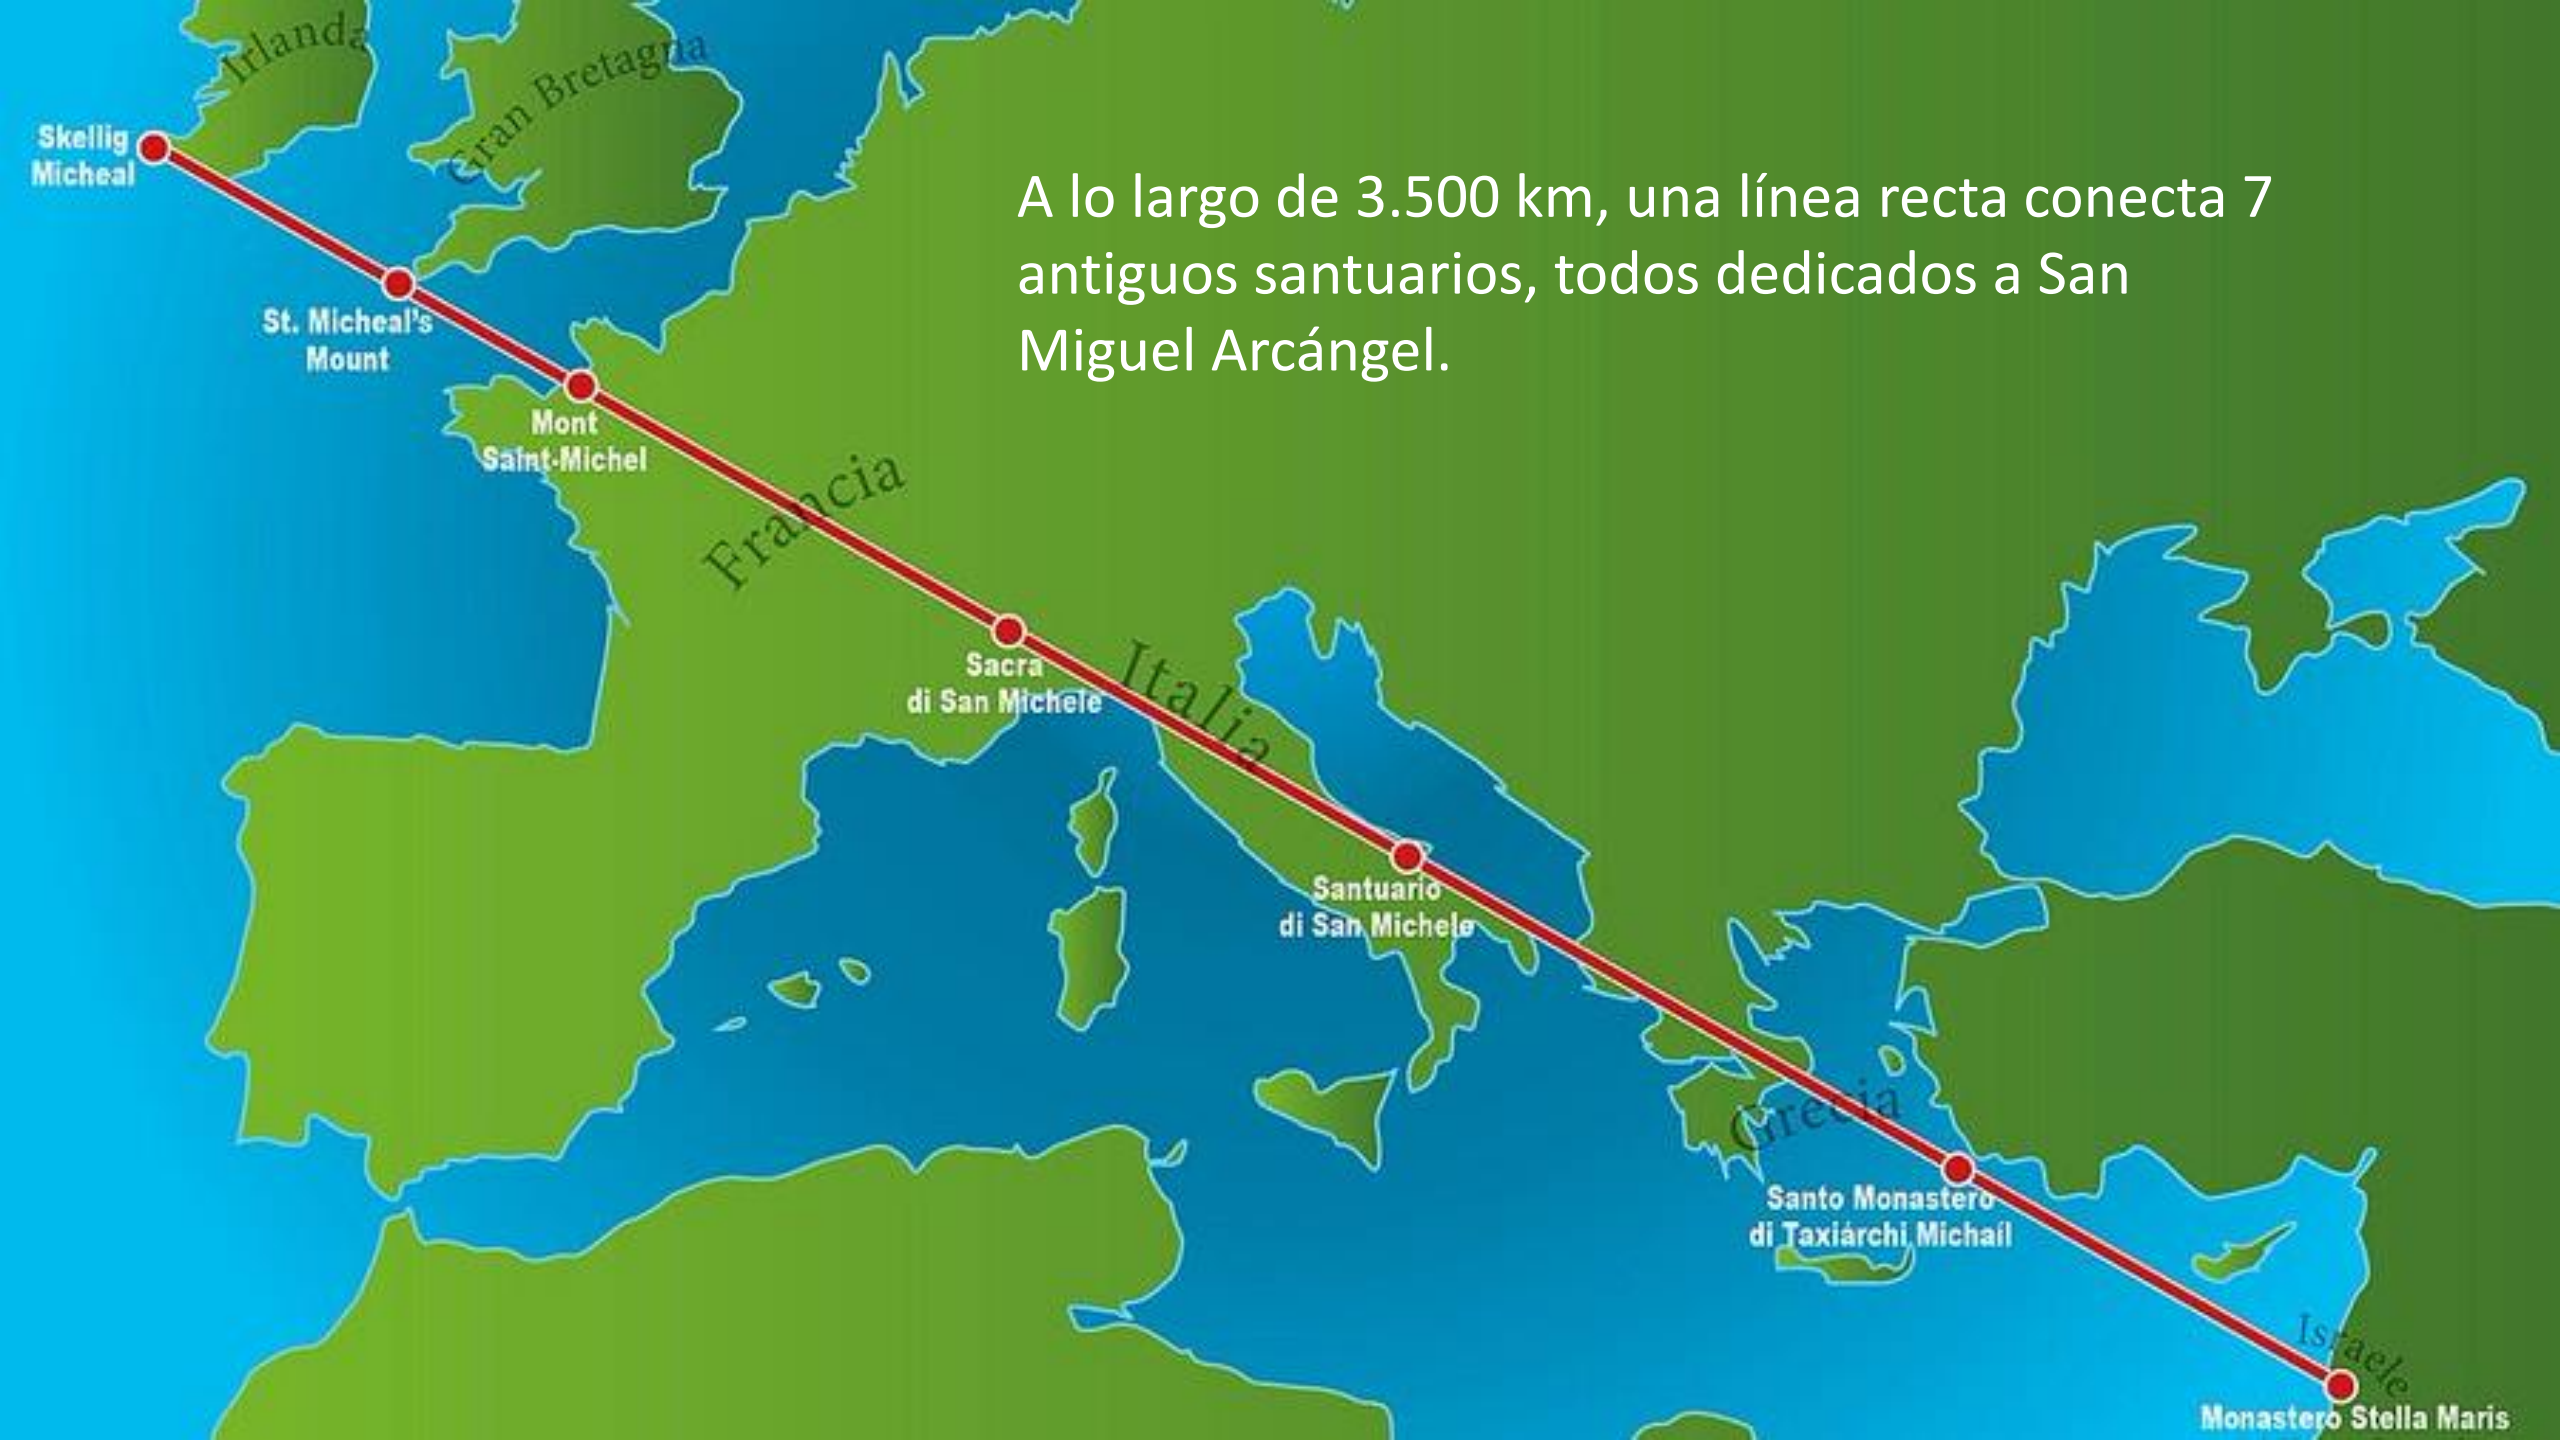 Irlanda
Gran Bretagna
Skellig
Micheal
A lo largo de 3.500 km, una línea recta conecta 7
antiguos santuarios, todos dedicados a San
Miguel Arcángel.
St. Micheal's
Mount
Mont
Saint-Michel
Francia
Italia
Sacra
di San Michele
Santuario
di San Michele
Grecia
Santo Monastero
di Taxiárchi Michaíl
Israele
Monastero Stella Maris